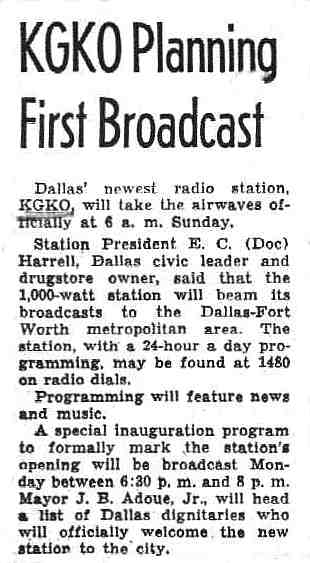 KGKO Planning
First Broadcast
Dallas' newest radio station,
KGKO, will take the airwaves of-
ficially at 6 a. m. Sunday.
Station President E. C. (Doc)
Harrell, Dallas civic leader and
drugstore owner, said that the
1,000-watt station will beam its
broadcasts to the Dallas-Fort
Worth metropolitan area. The
station, with a 24-hour a day pro-
gramming, may be found at 1480
on radio dials.
Programming will feature news
and music.
A special inauguration program
to formally mark the station's
opening will be broadcast Mon-
day between 6:30 p. m. and 8 p. m.
Mayor J. B. Adoue, Jr., will head
a list of Dallas dignitaries who
will officially welcome the new
station to the city.